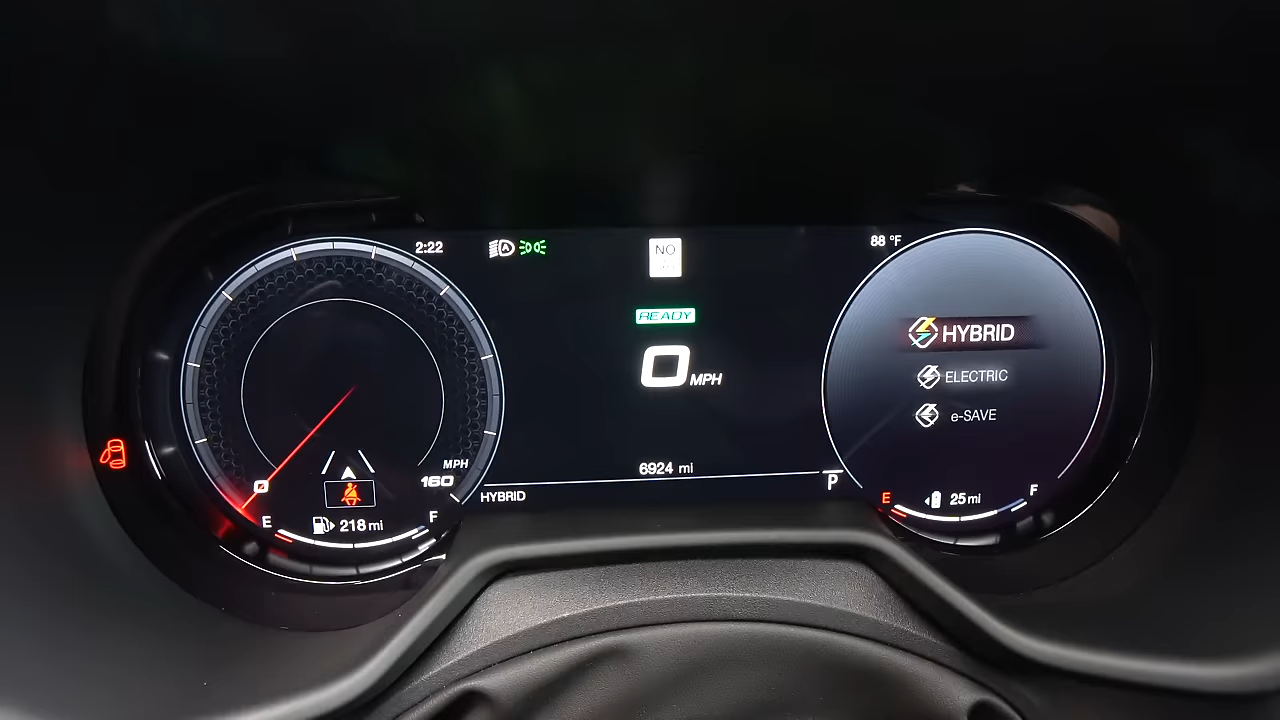 2:22
NO
88 °F
READY
0 MPH
HYBRID
ELECTRIC
e-SAVE
MPH
160
0
6924 mi
HYBRID
P
E
218 mi
F
E
25 mi
F